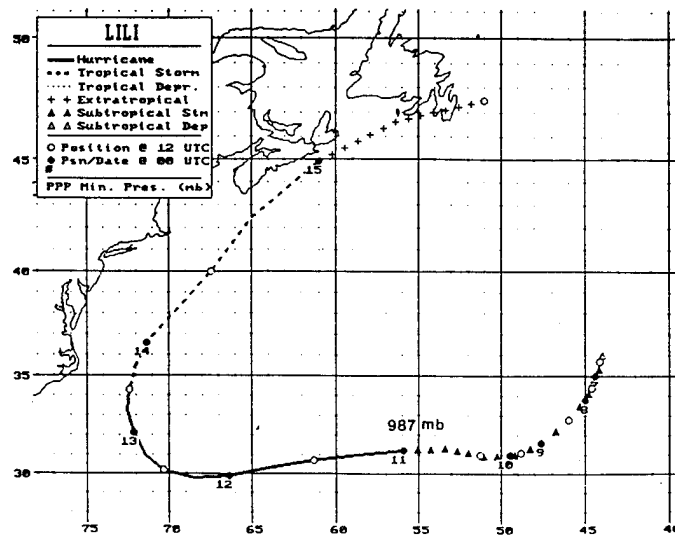 LILI
Hurricane
Tropical Storm
Tropical Depr.
+ + Extratropical
Subtropical Stm
Subtropical Dep
Position @ 12 UTC
Psn/Date @ 00 UTC
PPP Min. Pres. (mb)
50
45
40
35
30
15
14
13
12
11
10
9
8
987 mb
75 70 65 60 55 50 45 40